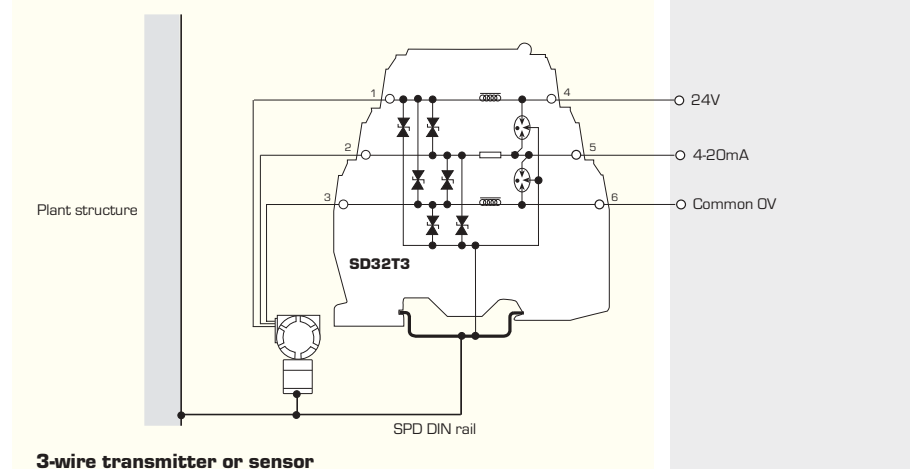 1
4
24V
2
5
4-20mA
3
6
Common 0V
Plant structure
SD32T3
SPD DIN rail
3-wire transmitter or sensor